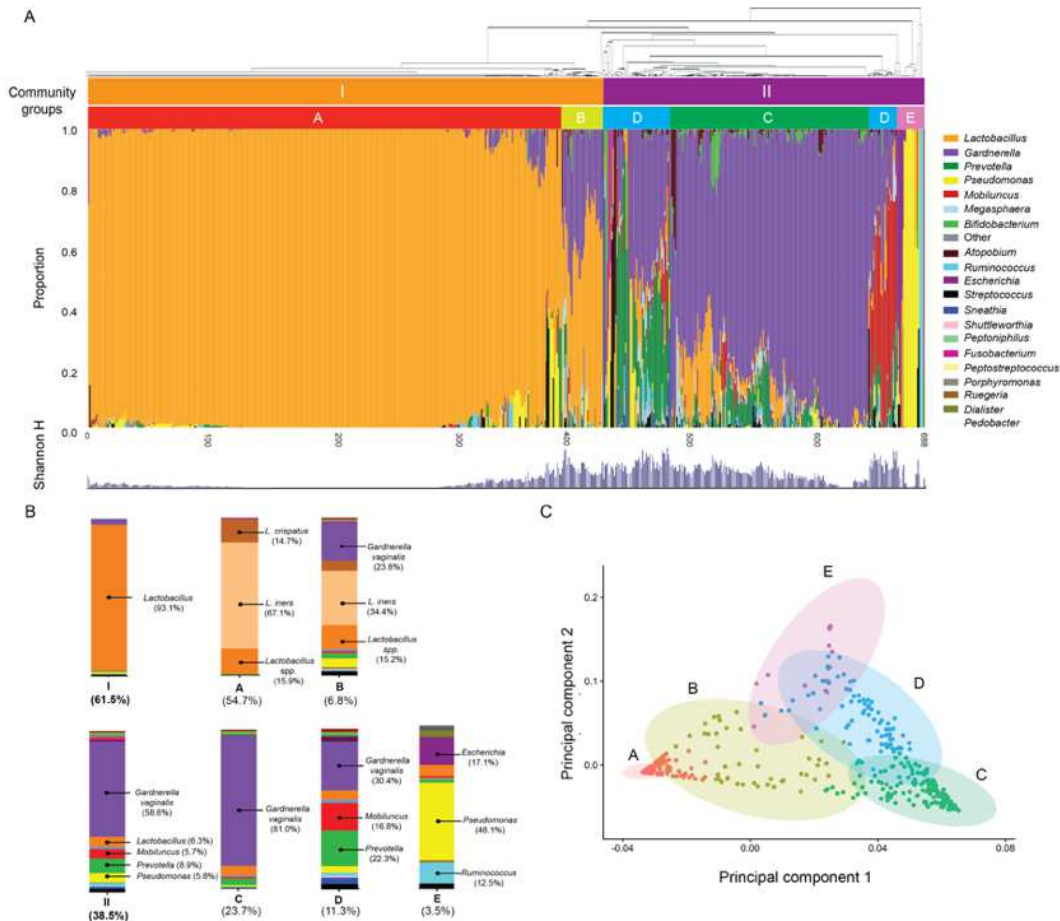 A
Community groups
I
II
A
B
D
C
D
E
1.0
0.8
0.6
0.4
0.2
0.0
Proportion
Shannon H
0
10
200
300
400
500
600
688
Lactobacillus
Gardnerella
Prevotella
Pseudomonas
Mobiluncus
Megasphaera
Bifidobacterium
Other
Atopobium
Ruminococcus
Escherichia
Streptococcus
Sneathia
Shuttleworthia
Peptoniphilus
Fusobacterium
Peptostreptococcus
Porphyromonas
Ruegeria
Dialister
Pedobacter
B
Lactobacillus
(93.1%)
I
(61.5%)
L. crispatus
(14.7%)
L. iners
(67.1%)
Lactobacillus
spp.
(15.9%)
A
(54.7%)
Gardnerella
vaginalis
(23.8%)
L. iners
(34.4%)
Lactobacillus
spp.
(15.2%)
B
(6.8%)
Gardnerella
vaginalis
(58.6%)
Lactobacillus (6.3%)
Mobiluncus (5.7%)
Prevotella (8.9%)
Pseudomonas (5.8%)
II
(38.5%)
Gardnerella
vaginalis
(81.0%)
C
(23.7%)
Gardnerella
vaginalis
(30.4%)
Mobiluncus
(16.8%)
Prevotella
(22.3%)
D
(11.3%)
Escherichia
(17.1%)
Pseudomonas
(46.1%)
Ruminococcus
(12.5%)
E
(3.5%)
C
Principal component 2
0.2
0.1
0.0
A
B
E
D
C
-0.04
0.00
0.04
0.08
Principal component 1